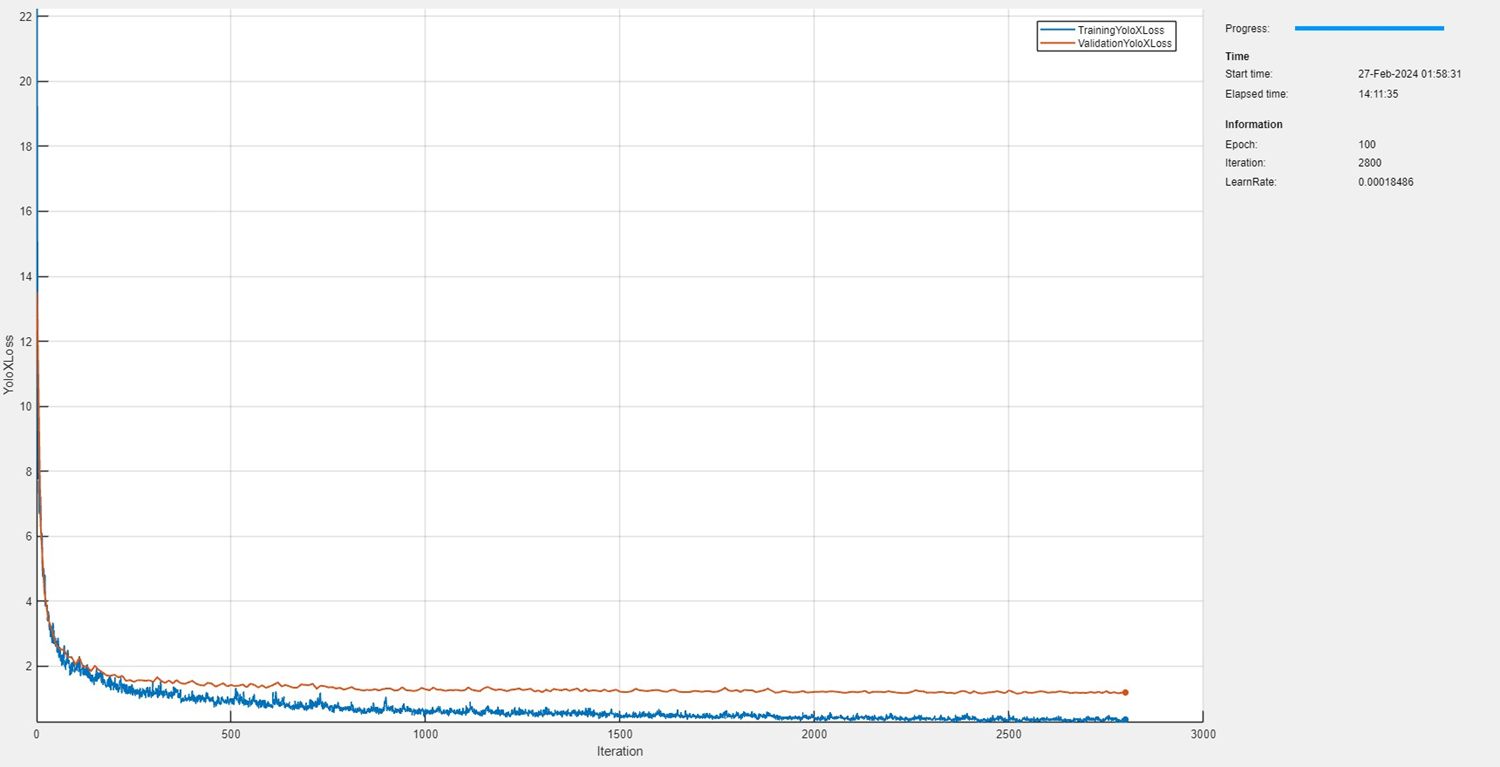 22
20
18
16
14
12
10
8
6
4
2
YoloXLoss
0 500 1000 1500 2000 2500 3000
Iteration
TrainingYoloXLoss
ValidationYoloXLoss
Progress:
Time
Start time: 27-Feb-2024 01:58:31
Elapsed time: 14:11:35
Information
Epoch: 100
Iteration: 2800
LearnRate: 0.00018486